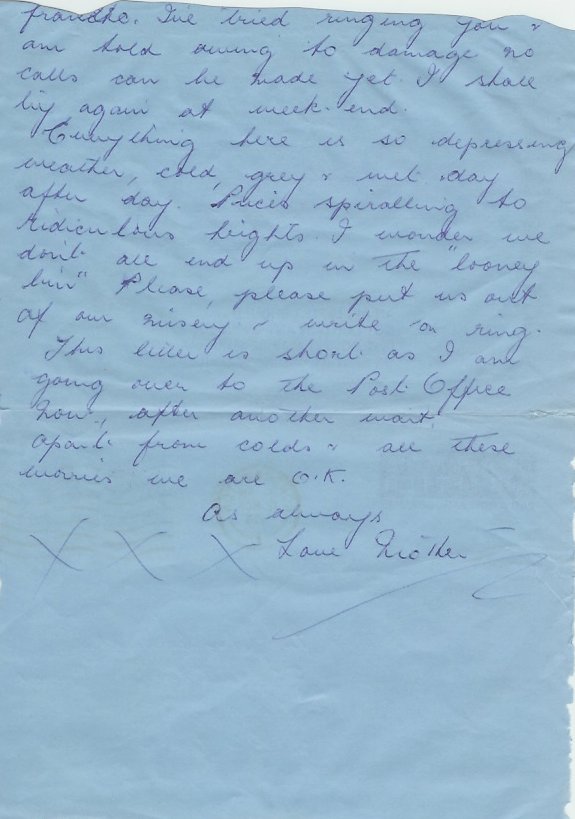 frantic. I've tried ringing you &
am told owing to damage no
calls can be made yet. I shall
try again at week-end.
Everything here is so depressing
weather, cold, grey & wet day
after day. Prices spiralling to
ridiculous heights. I wonder we
don't all end up in the "looney
bin" Please, please put us out
of our misery & write or ring.
This letter is short as I am
going over to the Post Office
now, after another wait.
Apart from colds & all these
worries we are O.K.
As always
X X X Love Mother